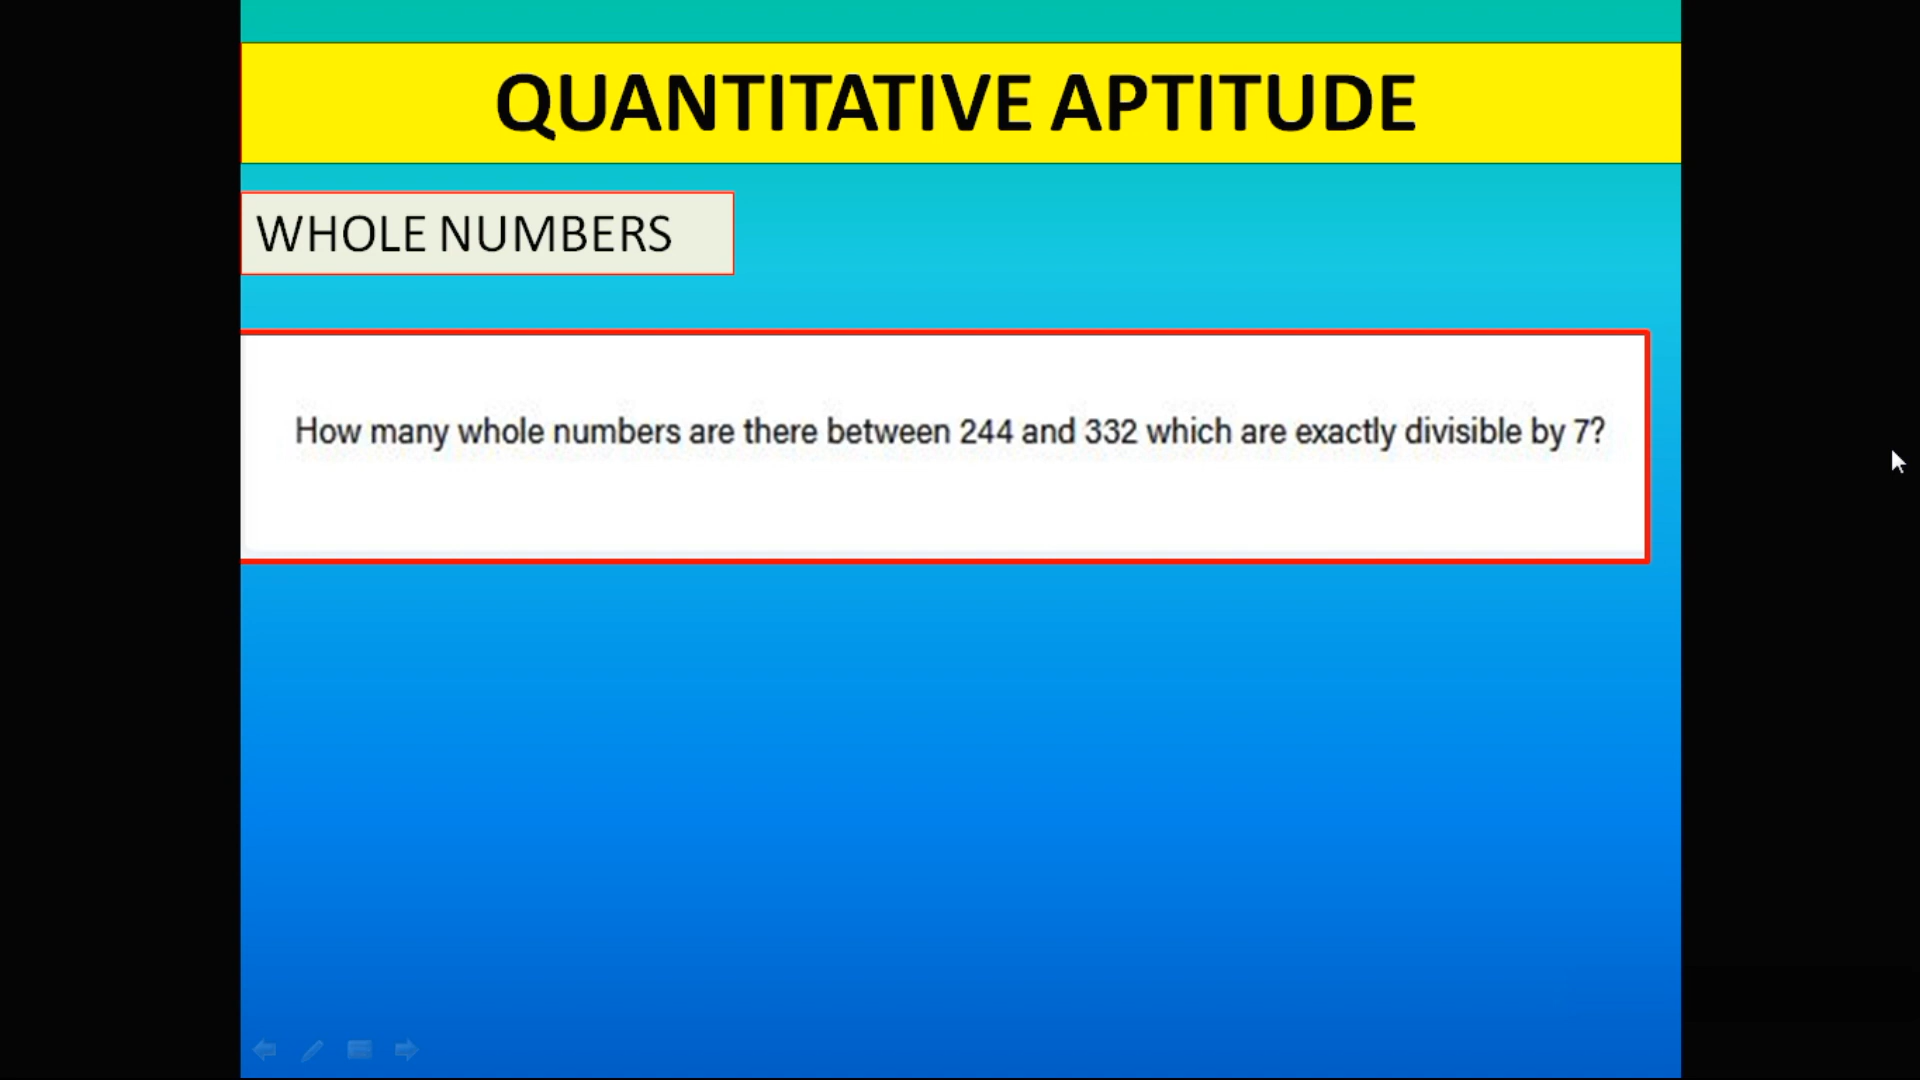 QUANTITATIVE APTITUDE
WHOLE NUMBERS
How many whole numbers are there between 244 and 332 which are exactly divisible by 7?